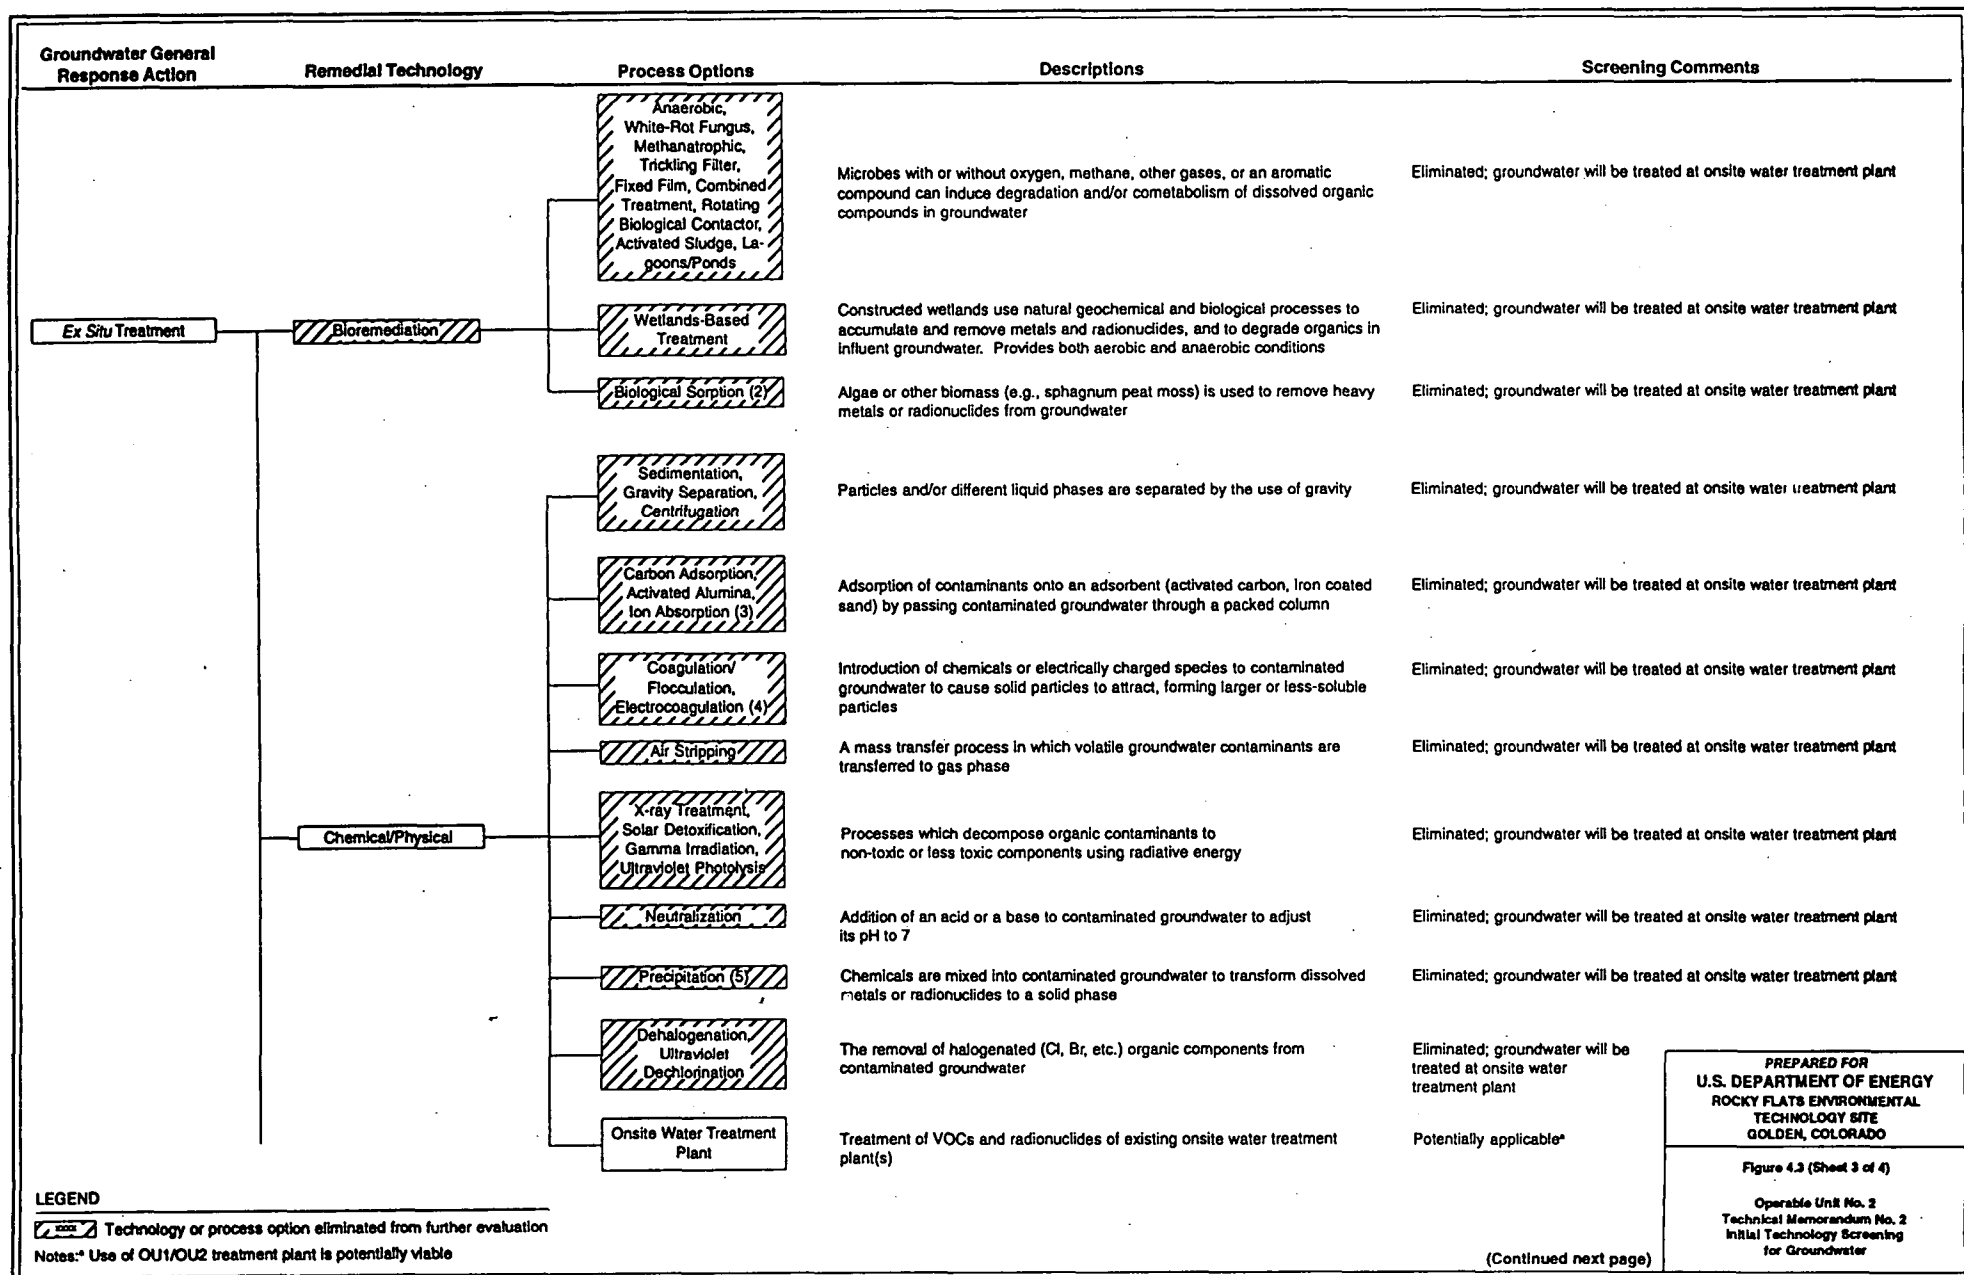 Groundwater General
Response Action
Remedial Technology
Process Options
Descriptions
Screening Comments
Anaerobic,
White-Rot Fungus,
Methanatrophic,
Trickling Filter,
Fixed Film, Combined
Treatment, Rotating
Biological Contactor,
Activated Sludge, La-
goons/Ponds
Microbes with or without oxygen, methane, other gases, or an aromatic
compound can induce degradation and/or cometabolism of dissolved organic
compounds in groundwater
Eliminated; groundwater will be treated at onsite water treatment plant
Ex Situ Treatment
Bioremediation
Wetlands-Based
Treatment
Constructed wetlands use natural geochemical and biological processes to
accumulate and remove metals and radionuclides, and to degrade organics in
influent groundwater. Provides both aerobic and anaerobic conditions
Eliminated; groundwater will be treated at onsite water treatment plant
Biological Sorption (2)
Algae or other biomass (e.g., sphagnum peat moss) is used to remove heavy
metals or radionuclides from groundwater
Eliminated; groundwater will be treated at onsite water treatment plant
Sedimentation,
Gravity Separation,
Centrifugation
Particles and/or different liquid phases are separated by the use of gravity
Eliminated; groundwater will be treated at onsite water treatment plant
Carbon Adsorption,
Activated Alumina,
Ion Absorption (3)
Adsorption of contaminants onto an adsorbent (activated carbon, iron coated
sand) by passing contaminated groundwater through a packed column
Eliminated; groundwater will be treated at onsite water treatment plant
Coagulation/
Flocculation,
Electrocoagulation (4)
Introduction of chemicals or electrically charged species to contaminated
groundwater to cause solid particles to attract, forming larger or less-soluble
particles
Eliminated; groundwater will be treated at onsite water treatment plant
Air Stripping
A mass transfer process in which volatile groundwater contaminants are
transferred to gas phase
Eliminated; groundwater will be treated at onsite water treatment plant
Chemical/Physical
X-ray Treatment,
Solar Detoxification,
Gamma Irradiation,
Ultraviolet Photolysis
Processes which decompose organic contaminants to
non-toxic or less toxic components using radiative energy
Eliminated; groundwater will be treated at onsite water treatment plant
Neutralization
Addition of an acid or a base to contaminated groundwater to adjust
its pH to 7
Eliminated; groundwater will be treated at onsite water treatment plant
Precipitation (5)
Chemicals are mixed into contaminated groundwater to transform dissolved
metals or radionuclides to a solid phase
Eliminated; groundwater will be treated at onsite water treatment plant
Dehalogenation,
Ultraviolet
Dechlorination
The removal of halogenated (Cl, Br, etc.) organic components from
contaminated groundwater
Eliminated; groundwater will be
treated at onsite water
treatment plant
Onsite Water Treatment
Plant
Treatment of VOCs and radionuclides of existing onsite water treatment
plant(s)
Potentially applicableª
PREPARED FOR
U.S. DEPARTMENT OF ENERGY
ROCKY FLATS ENVIRONMENTAL
TECHNOLOGY SITE
GOLDEN, COLORADO
Figure 4.3 (Sheet 3 of 4)
Operable Unit No. 2
Technical Memorandum No. 2
Initial Technology Screening
for Groundwater
LEGEND
xxxx Technology or process option eliminated from further evaluation
Notes:ª Use of OU1/OU2 treatment plant is potentially viable
(Continued next page)